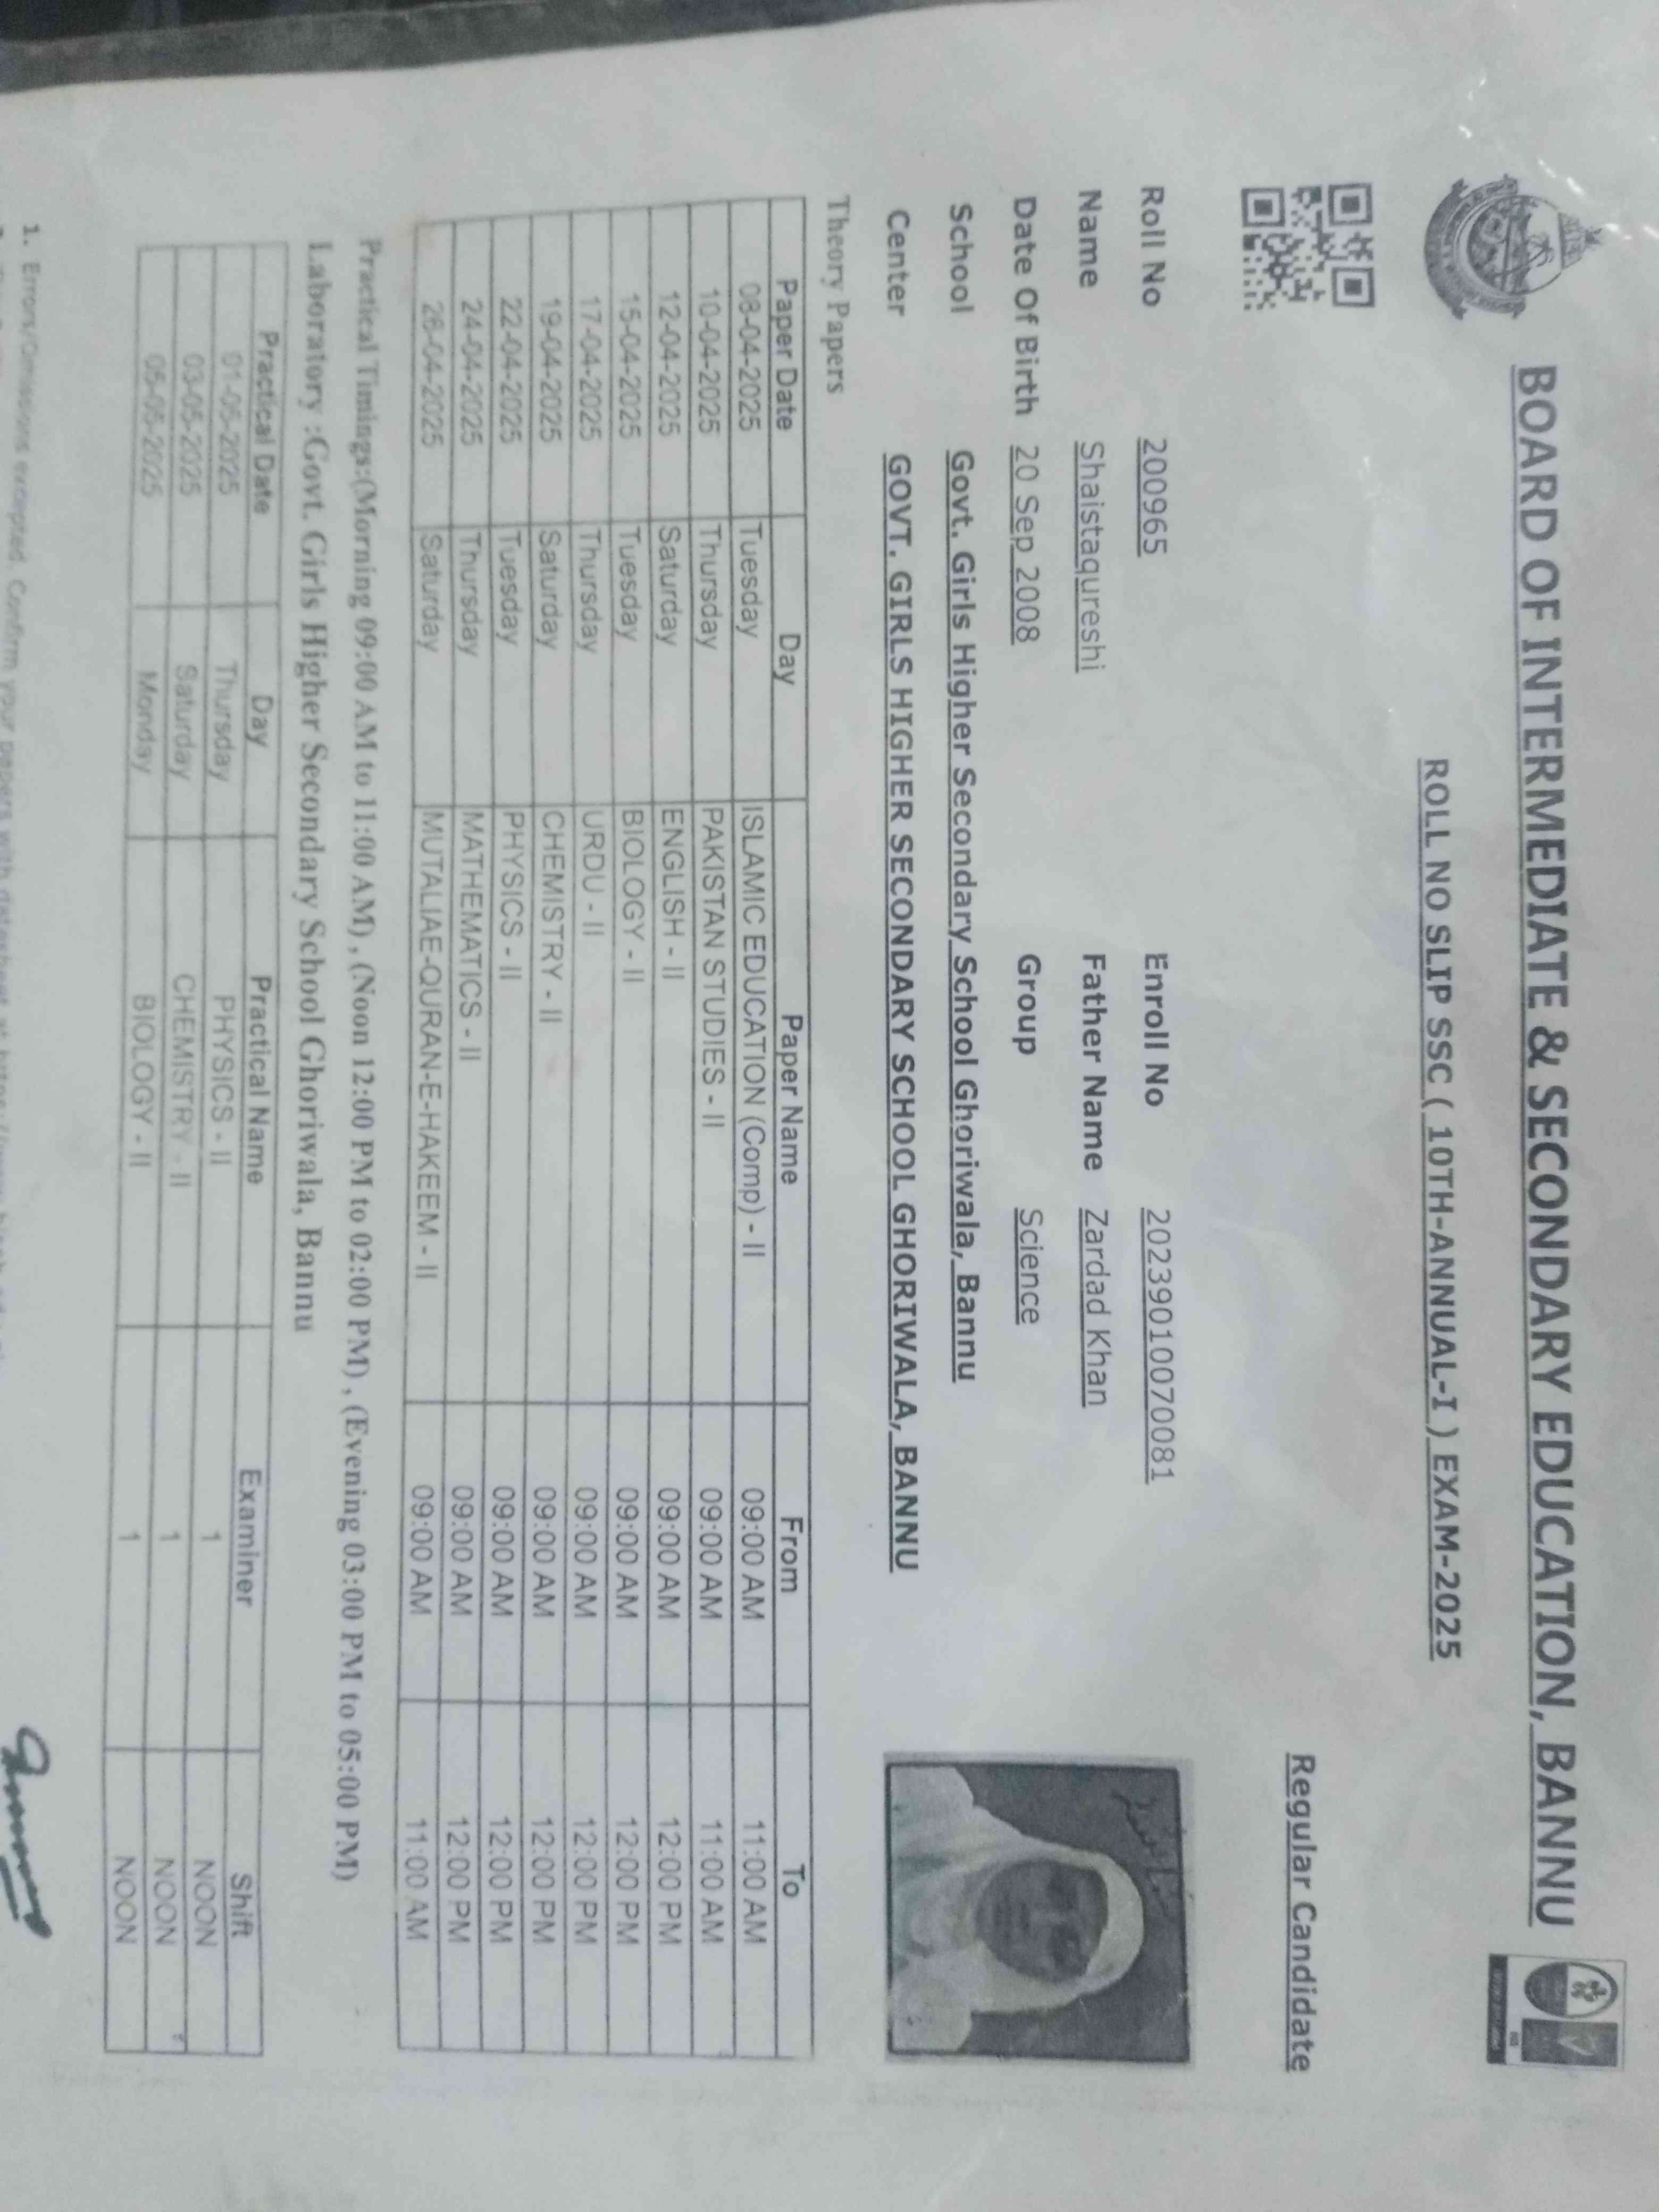 BOARD OF INTERMEDIATE & SECONDARY EDUCATION, BANNU
ROLL NO SLIP SSC ( 10TH-ANNUAL-I ) EXAM-2025
Regular Candidate
Roll No 200965 Enroll No 20239010070081
Name Shaistaqureshi Father Name Zardad Khan
Date Of Birth 20 Sep 2008 Group Science
School Govt. Girls Higher Secondary School Ghoriwala, Bannu
Center GOVT. GIRLS HIGHER SECONDARY SCHOOL GHORIWALA, BANNU
Theory Papers
Paper Date Day Paper Name From To
08-04-2025 Tuesday ISLAMIC EDUCATION (Comp) - II 09:00 AM 11:00 AM
10-04-2025 Thursday PAKISTAN STUDIES - II 09:00 AM 11:00 AM
12-04-2025 Saturday ENGLISH - II 09:00 AM 12:00 PM
15-04-2025 Tuesday BIOLOGY - II 09:00 AM 12:00 PM
17-04-2025 Thursday URDU - II 09:00 AM 12:00 PM
19-04-2025 Saturday CHEMISTRY - II 09:00 AM 12:00 PM
22-04-2025 Tuesday PHYSICS - II 09:00 AM 12:00 PM
24-04-2025 Thursday MATHEMATICS - II 09:00 AM 12:00 PM
26-04-2025 Saturday MUTALIAE-QURAN-E-HAKEEM - II 09:00 AM 11:00 AM
Practical Timings:(Morning 09:00 AM to 11:00 AM) , (Noon 12:00 PM to 02:00 PM) , (Evening 03:00 PM to 05:00 PM)
Laboratory :Govt. Girls Higher Secondary School Ghoriwala, Bannu
Practical Date Day Practical Name Examiner Shift
01-05-2025 Thursday PHYSICS - II 1 NOON
03-05-2025 Saturday CHEMISTRY - II 1 NOON
05-05-2025 Monday BIOLOGY - II 1 NOON
1. Errors/Omissions excepted. Confirm your papers with datesheet at